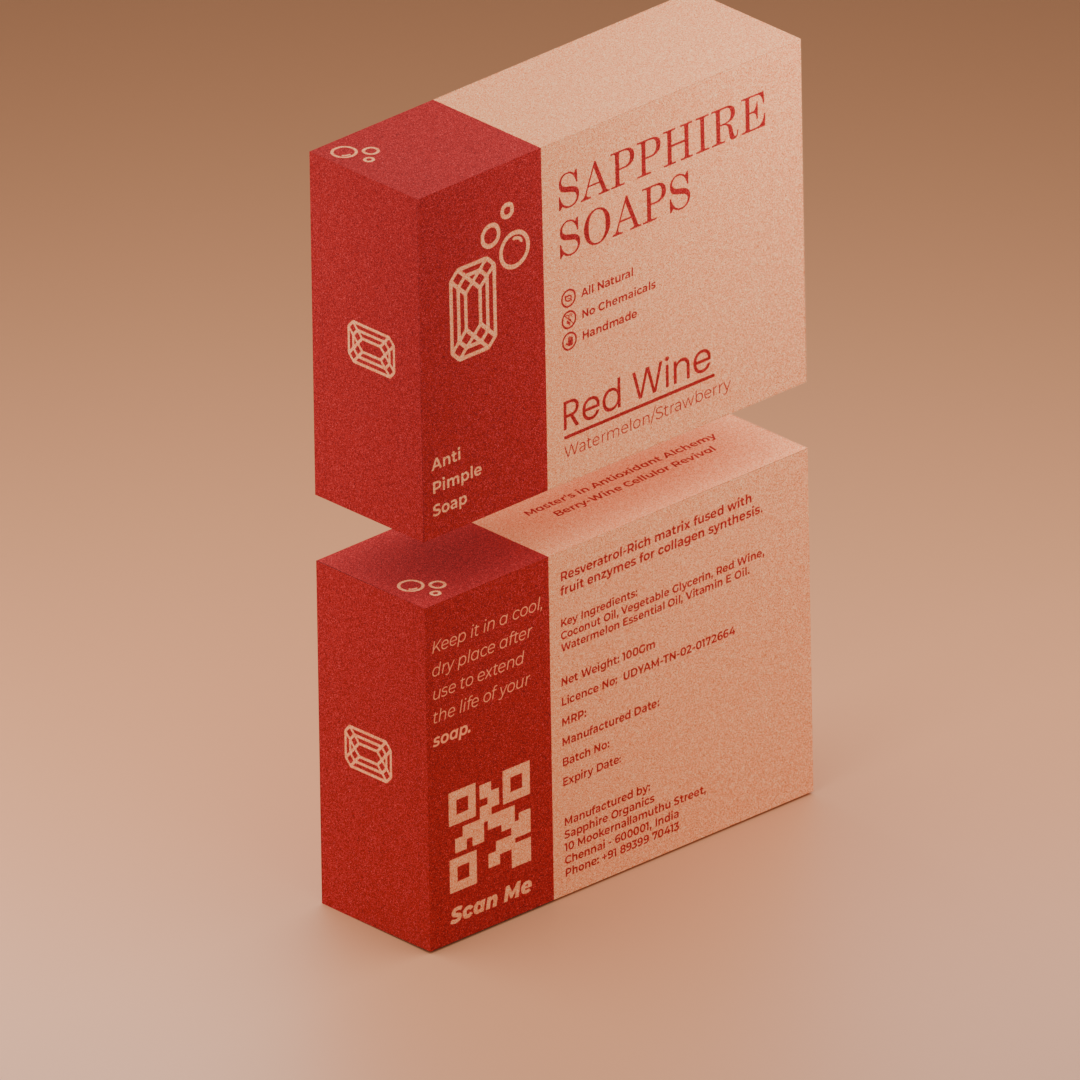 SAPPHIRE
SOAPS
All Natural
No Chemaicals
Handmade
Red Wine
Watermelon/Strawberry
Anti
Pimple
Soap
Master's in Antioxidant Alchemy
Berry-Wine Cellular Revival
Keep it in a cool,
dry place after
use to extend
the life of your
soap.
Scan Me
Resveratrol-Rich matrix fused with
fruit enzymes for collagen synthesis.
Key Ingredients:
Coconut Oil, Vegetable Glycerin, Red Wine,
Watermelon Essential Oil, Vitamin E Oil.
Net Weight: 100Gm
Licence No: UDYAM-TN-02-0172664
MRP:
Manufactured Date:
Batch No:
Expiry Date:
Manufactured by:
Sapphire Organics
10 Mookernallamuthu Street,
Chennai - 600001, India
Phone: +91 89399 70413